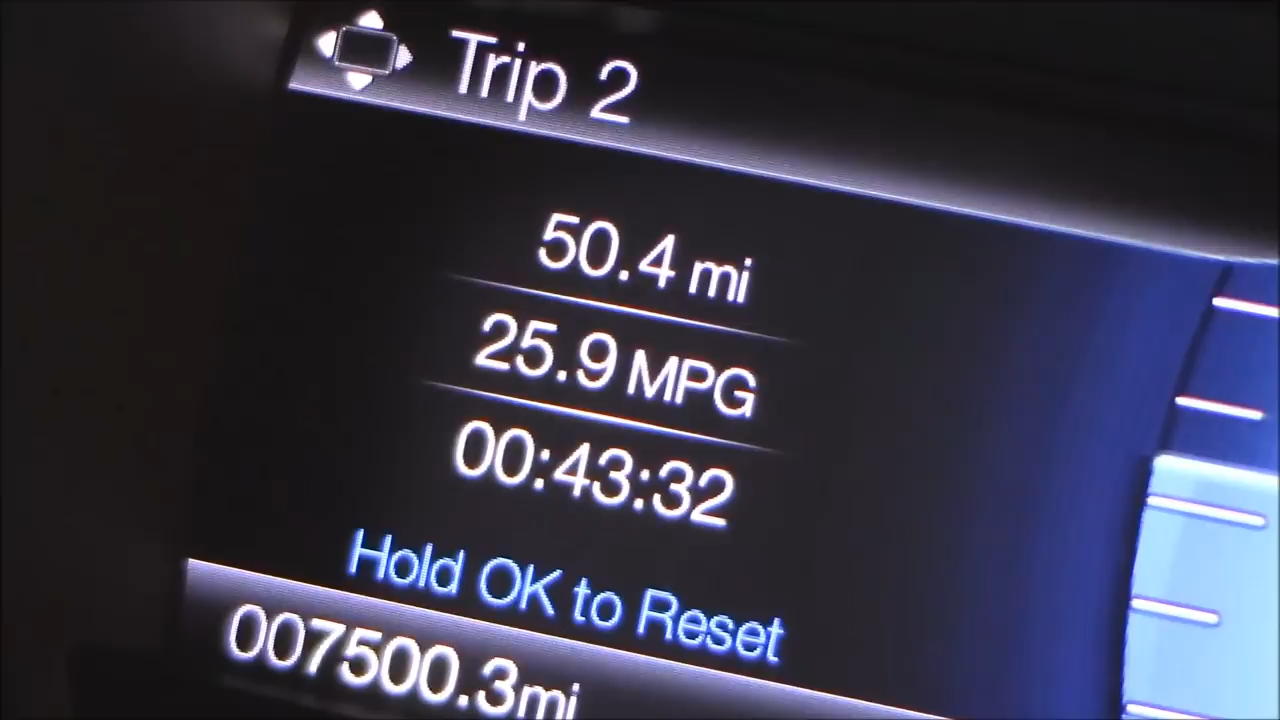 Trip 2
50.4 mi
25.9 MPG
00:43:32
Hold OK to Reset
007500.3mi